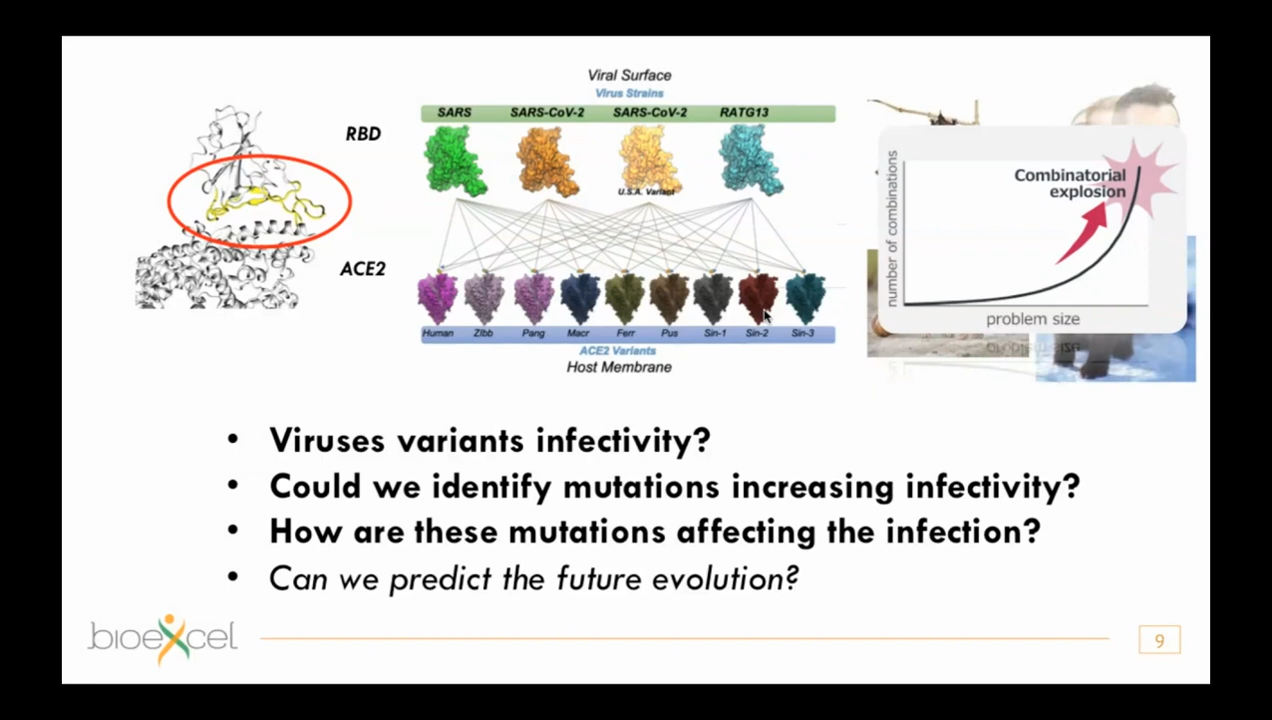 Viral Surface
Virus Strains
SARS SARS-CoV-2 SARS-CoV-2 RATG13
RBD
U.S.A. Variant
ACE2
Human Zlbb Pang Macr Ferr Pus Sin-1 Sin-2 Sin-3
ACE2 Variants
Host Membrane
number of combinations
Combinatorial
explosion
problem size
problem size
• Viruses variants infectivity?
• Could we identify mutations increasing infectivity?
• How are these mutations affecting the infection?
• Can we predict the future evolution?
bioexcel
9